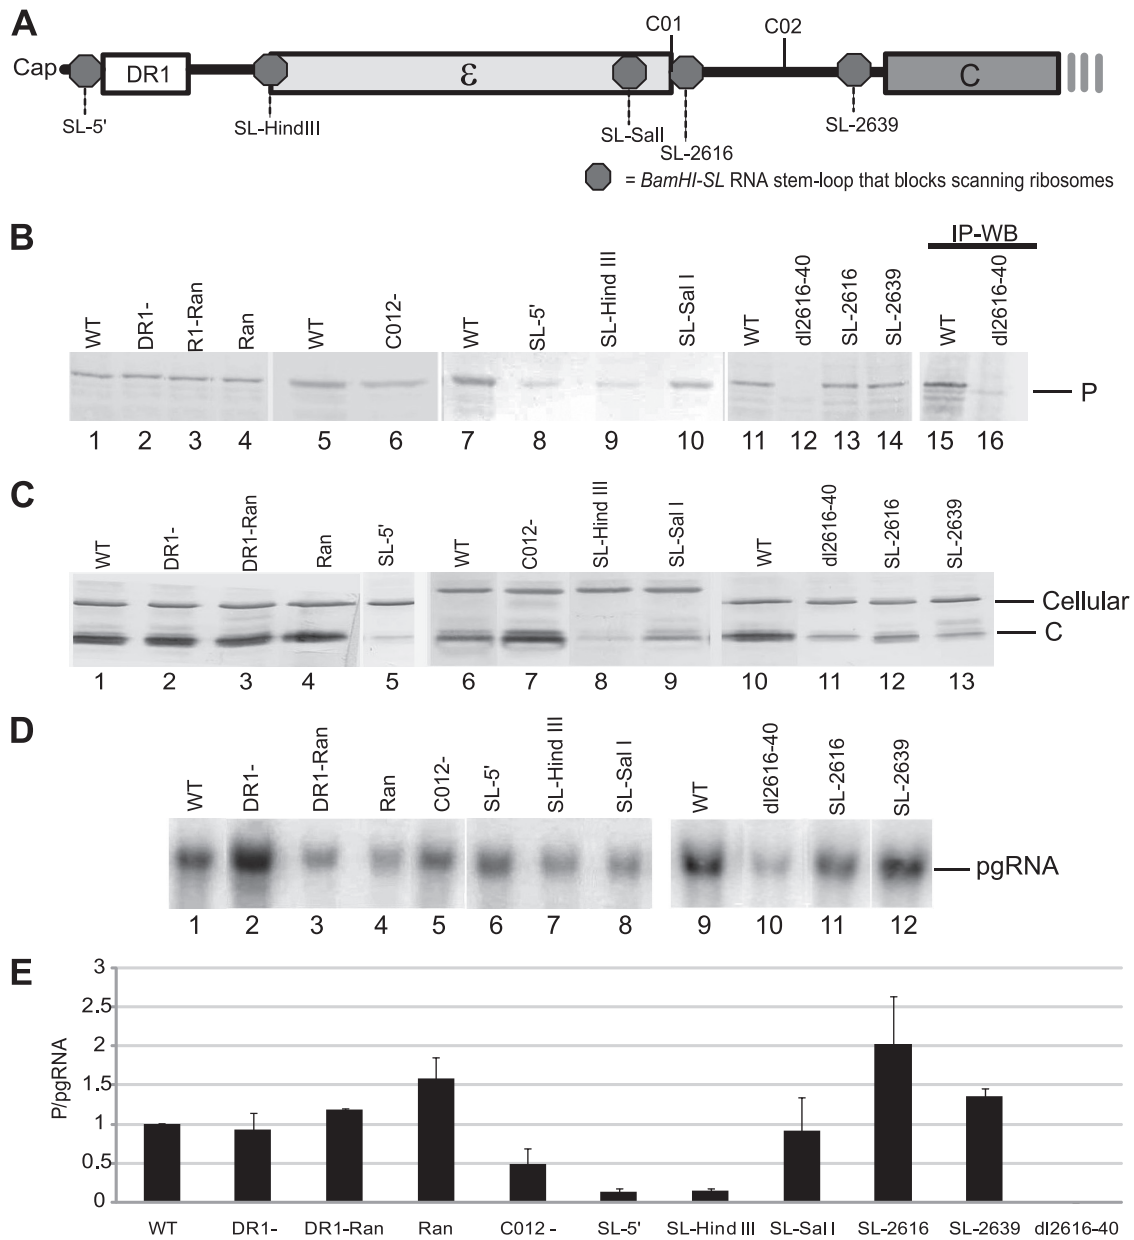 A
Cap
DR1
ε
C01
C02
C
SL-5'
SL-HindIII
SL-SalI
SL-2616
SL-2639
= BamHI-SL RNA stem-loop that blocks scanning ribosomes
B
IP-WB
WT DR1- R1-Ran Ran WT C012- WT SL-5' SL-Hind III SL-Sal I WT dl2616-40 SL-2616 SL-2639 WT dl2616-40
P
1 2 3 4 5 6 7 8 9 10 11 12 13 14 15 16
C
WT DR1- DR1-Ran Ran SL-5' WT C012- SL-Hind III SL-Sal I WT dl2616-40 SL-2616 SL-2639
Cellular
C
1 2 3 4 5 6 7 8 9 10 11 12 13
D
WT DR1- DR1-Ran Ran C012- SL-5' SL-Hind III SL-Sal I WT dl2616-40 SL-2616 SL-2639
pgRNA
1 2 3 4 5 6 7 8 9 10 11 12
E
P/pgRNA
3
2.5
2
1.5
1
0.5
0
WT DR1- DR1-Ran Ran C012 - SL-5' SL-Hind III SL-Sal I SL-2616 SL-2639 dl2616-40